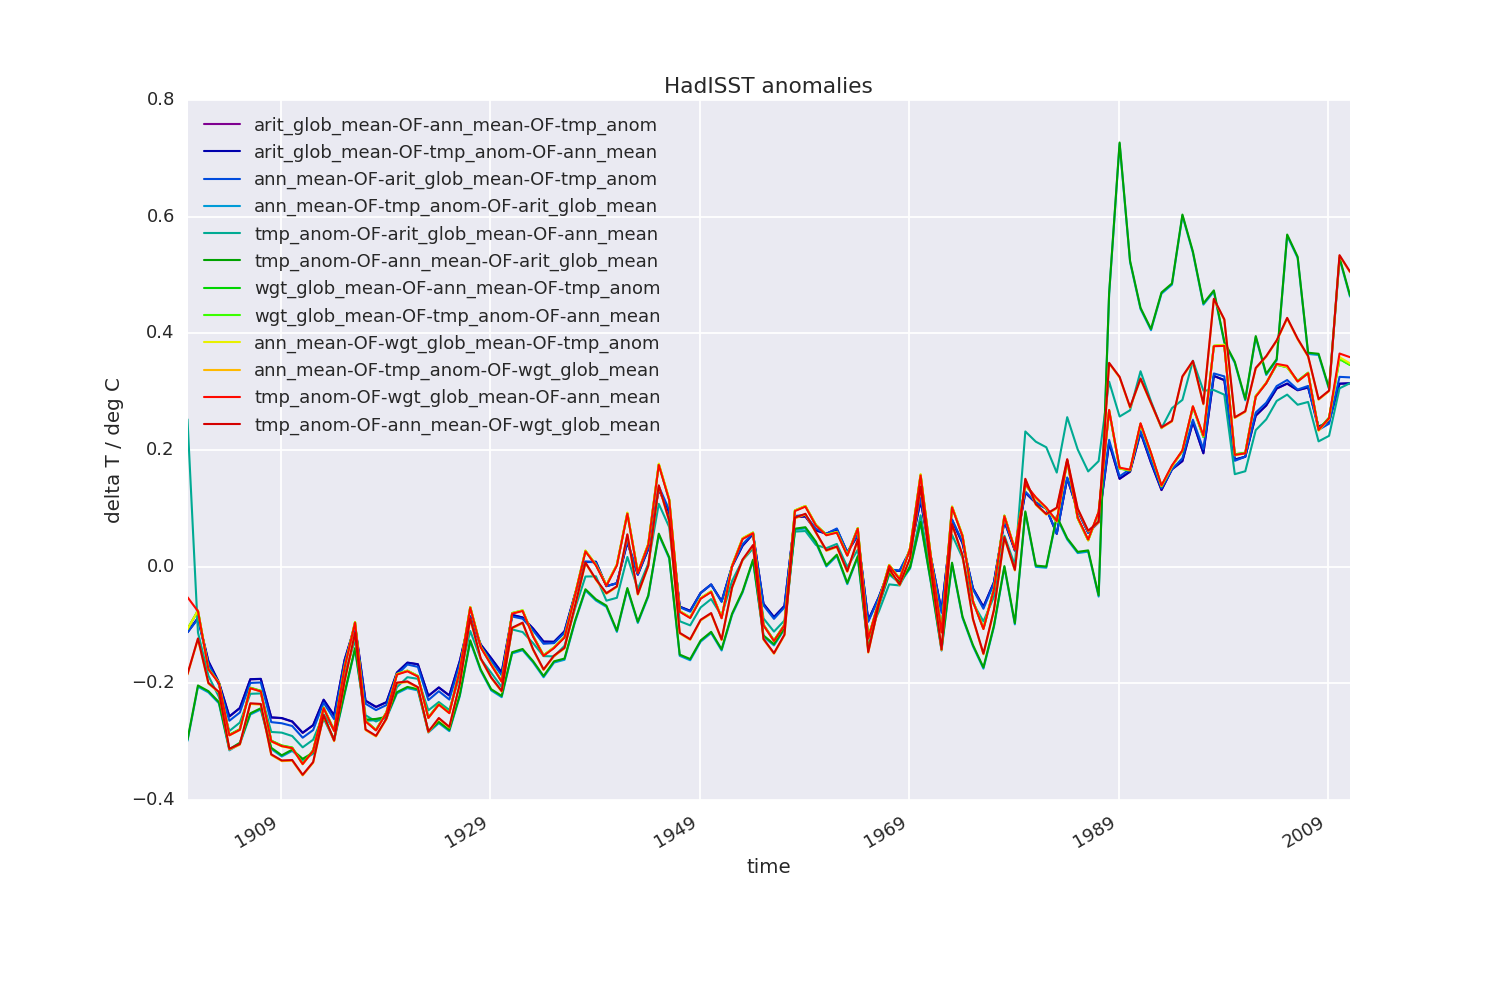 HadISST anomalies
0.8
0.6
0.4
0.2
0.0
−0.2
−0.4
delta T / deg C
arit_glob_mean-OF-ann_mean-OF-tmp_anom
arit_glob_mean-OF-tmp_anom-OF-ann_mean
ann_mean-OF-arit_glob_mean-OF-tmp_anom
ann_mean-OF-tmp_anom-OF-arit_glob_mean
tmp_anom-OF-arit_glob_mean-OF-ann_mean
tmp_anom-OF-ann_mean-OF-arit_glob_mean
wgt_glob_mean-OF-ann_mean-OF-tmp_anom
wgt_glob_mean-OF-tmp_anom-OF-ann_mean
ann_mean-OF-wgt_glob_mean-OF-tmp_anom
ann_mean-OF-tmp_anom-OF-wgt_glob_mean
tmp_anom-OF-wgt_glob_mean-OF-ann_mean
tmp_anom-OF-ann_mean-OF-wgt_glob_mean
1909 1929 1949 1969 1989 2009
time